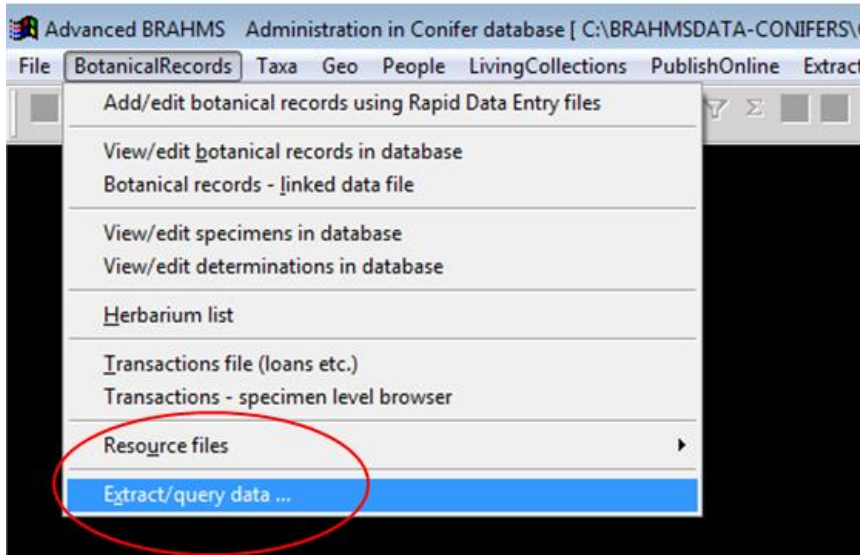 Advanced BRAHMS Administration in Conifer database [ C:\BRAHMSDATA-CONIFERS\
File BotanicalRecords Taxa Geo People LivingCollections PublishOnline Extract
Add/edit botanical records using Rapid Data Entry files
View/edit botanical records in database
Botanical records - linked data file
View/edit specimens in database
View/edit determinations in database
Herbarium list
Transactions file (loans etc.)
Transactions - specimen level browser
Resource files
Extract/query data ...